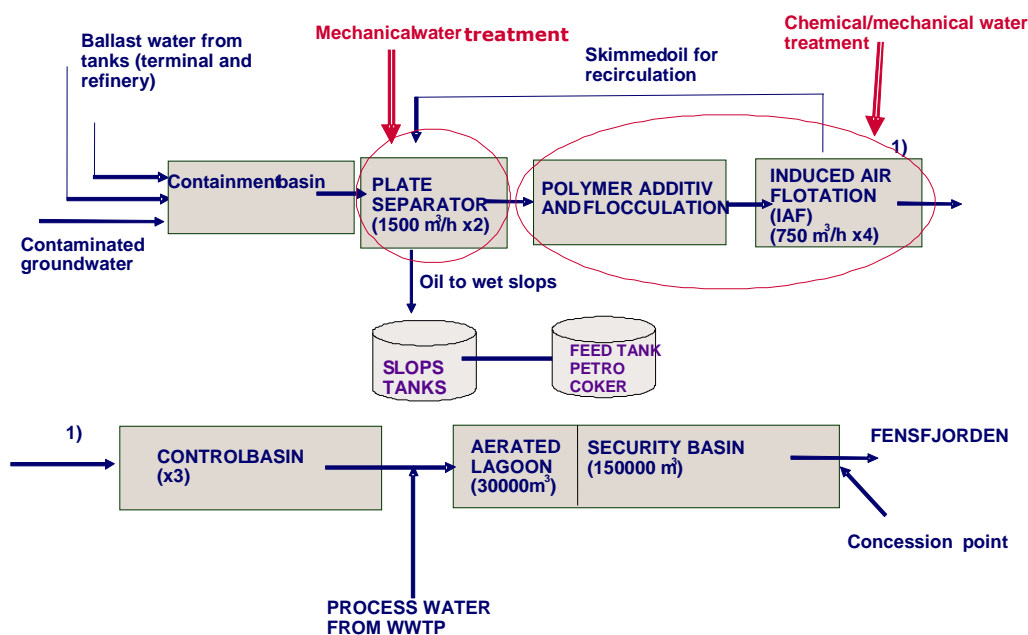 Ballast water from
tanks (terminal and
refinery)
Mechanicalwater treatment
Skimmedoil for
recirculation
Chemical/mechanical water
treatment
1)
Containmentbasin
PLATE
SEPARATOR
(1500 m³/h x2)
POLYMER ADDITIV
AND FLOCCULATION
INDUCED AIR
FLOTATION
(IAF)
(750 m³/h x4)
Contaminated
groundwater
Oil to wet slops
SLOPS
TANKS
FEED TANK
PETRO
COKER
1)
CONTROLBASIN
(x3)
AERATED
LAGOON
(30000m³)
SECURITY BASIN
(150000 m³)
FENSFJORDEN
Concession point
PROCESS WATER
FROM WWTP